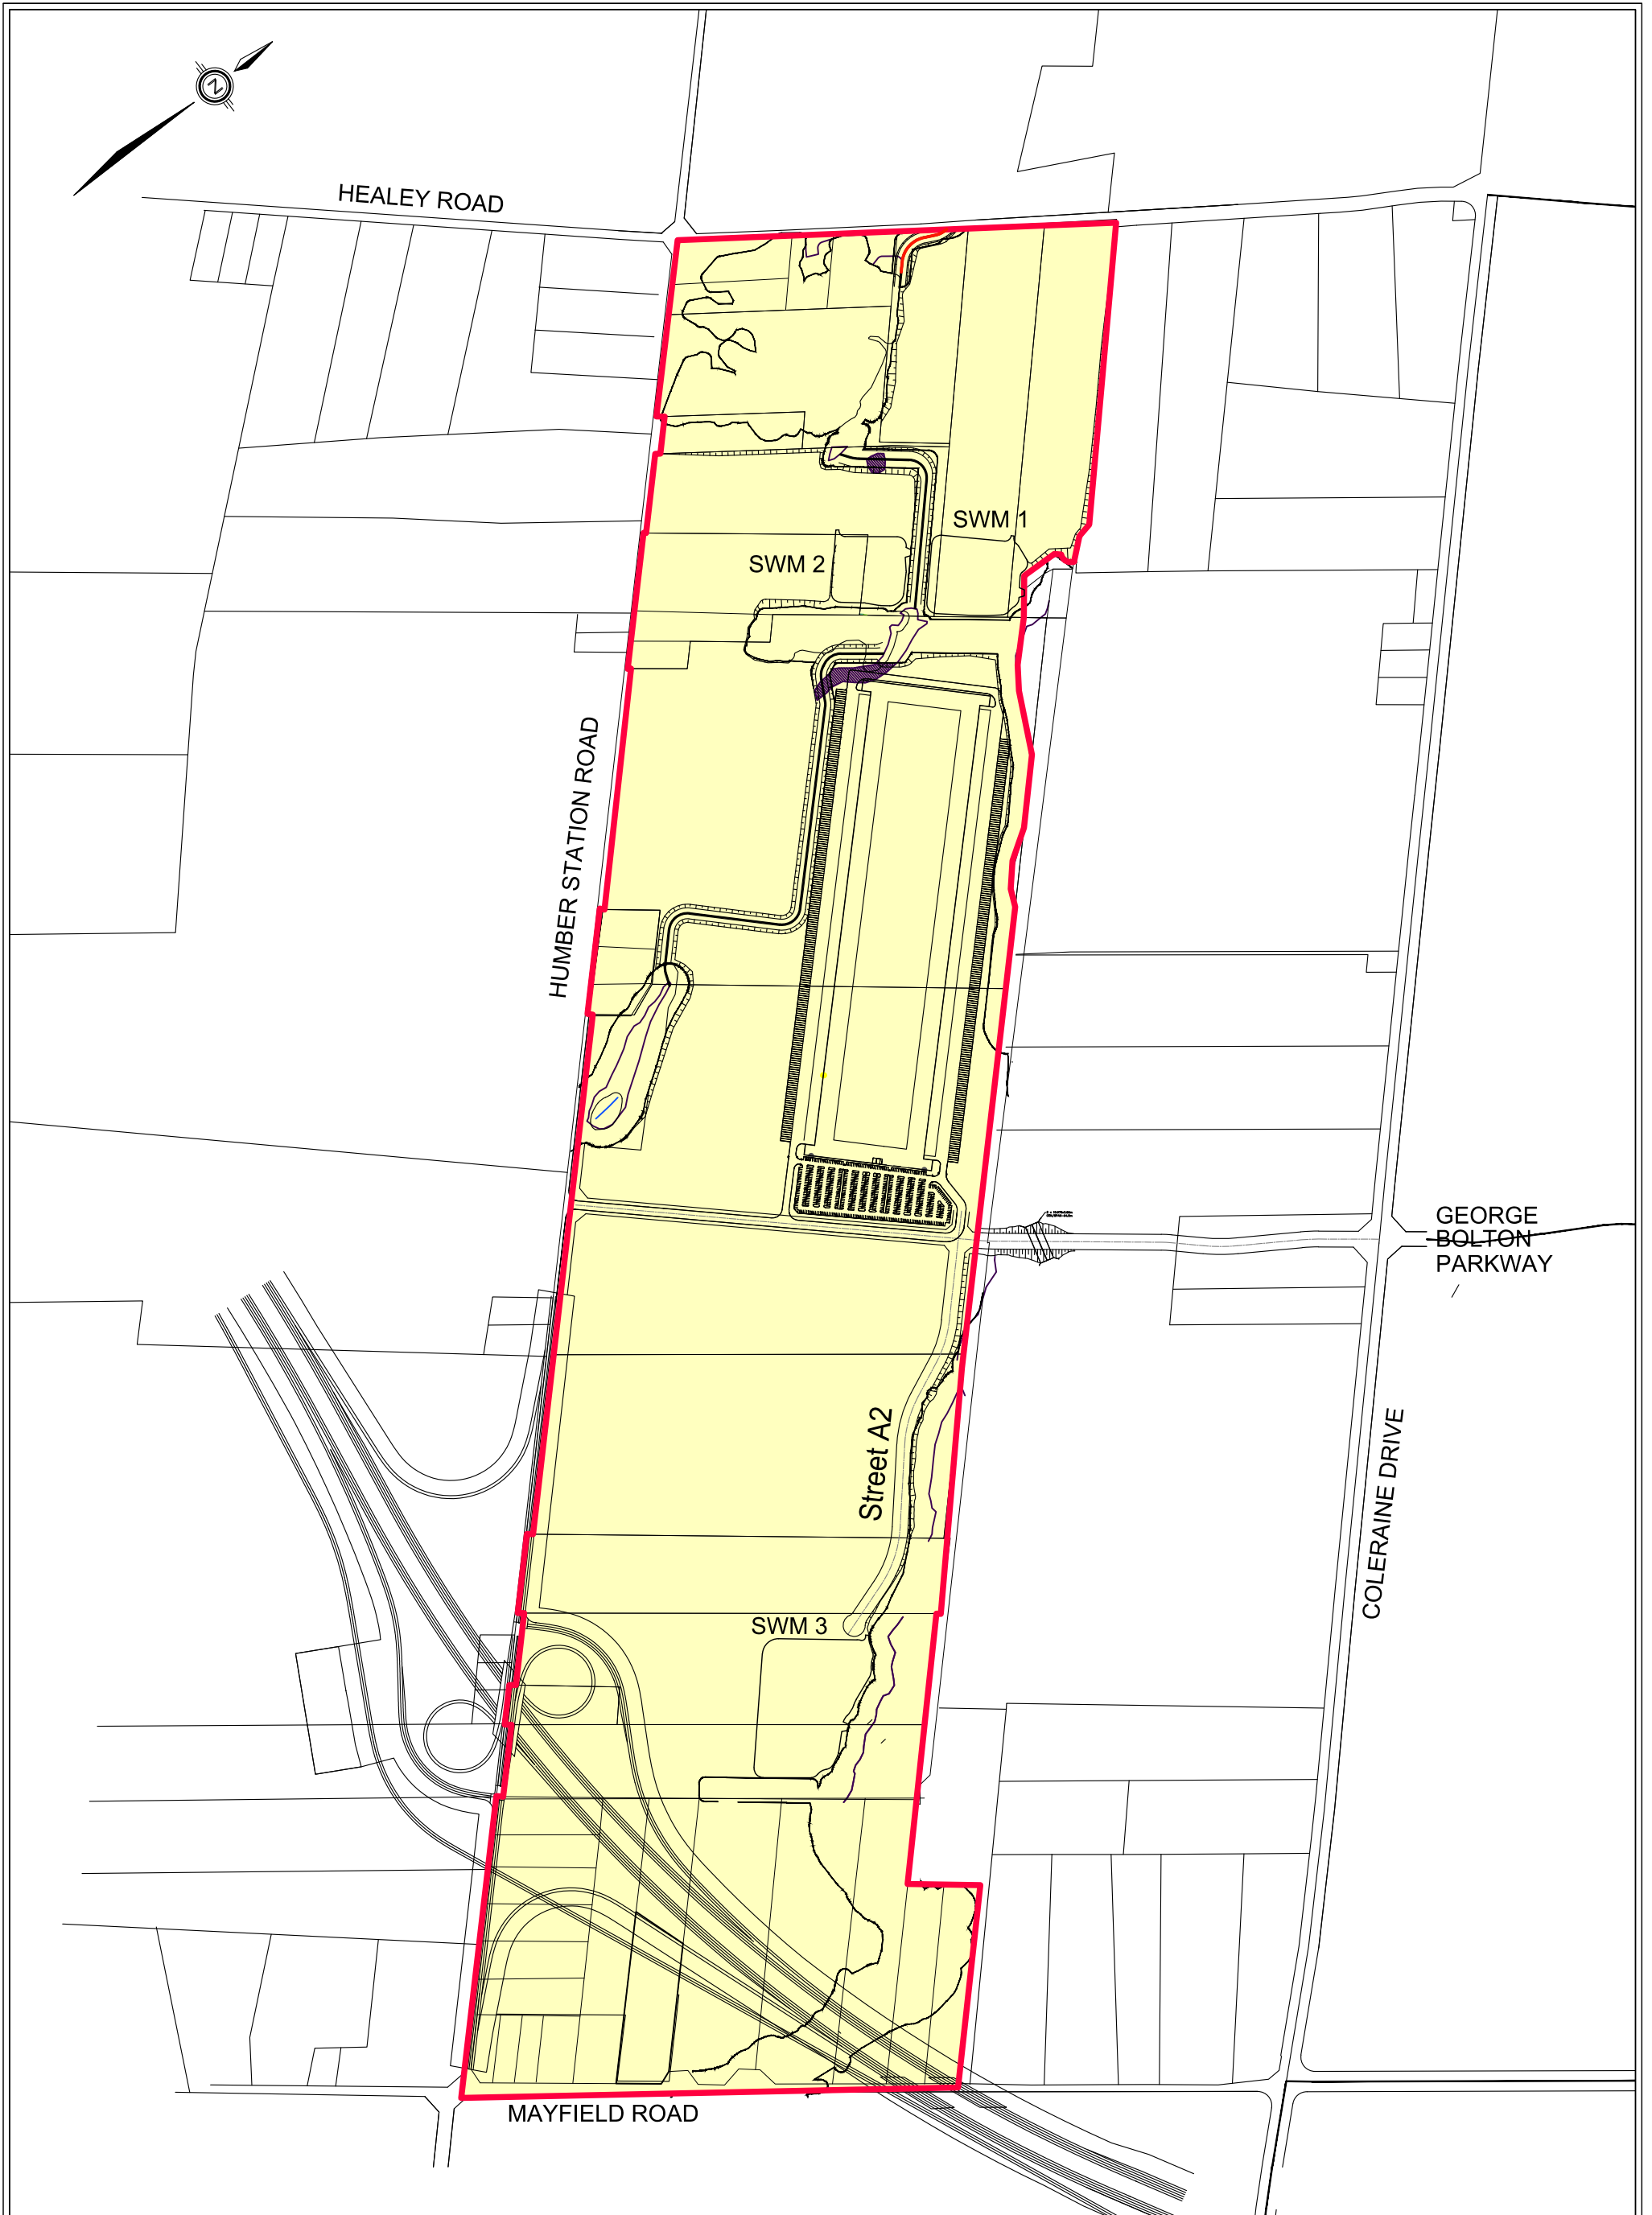 N
HEALEY ROAD
SWM 1
SWM 2
HUMBER STATION ROAD
GEORGE
BOLTON
PARKWAY
Street A2
COLERAINE DRIVE
SWM 3
MAYFIELD ROAD